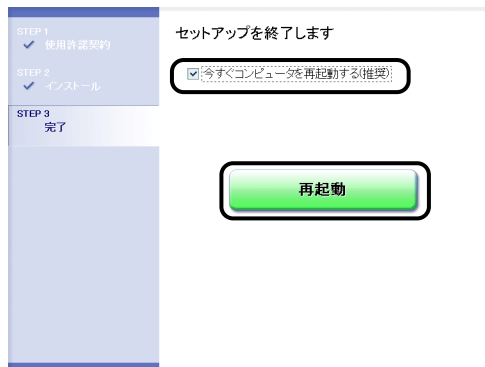 STEP 1
使用許諾契約
STEP 2
インストール
STEP 3
完了
セットアップを終了します
今すぐコンピュータを再起動する(推奨)
再起動